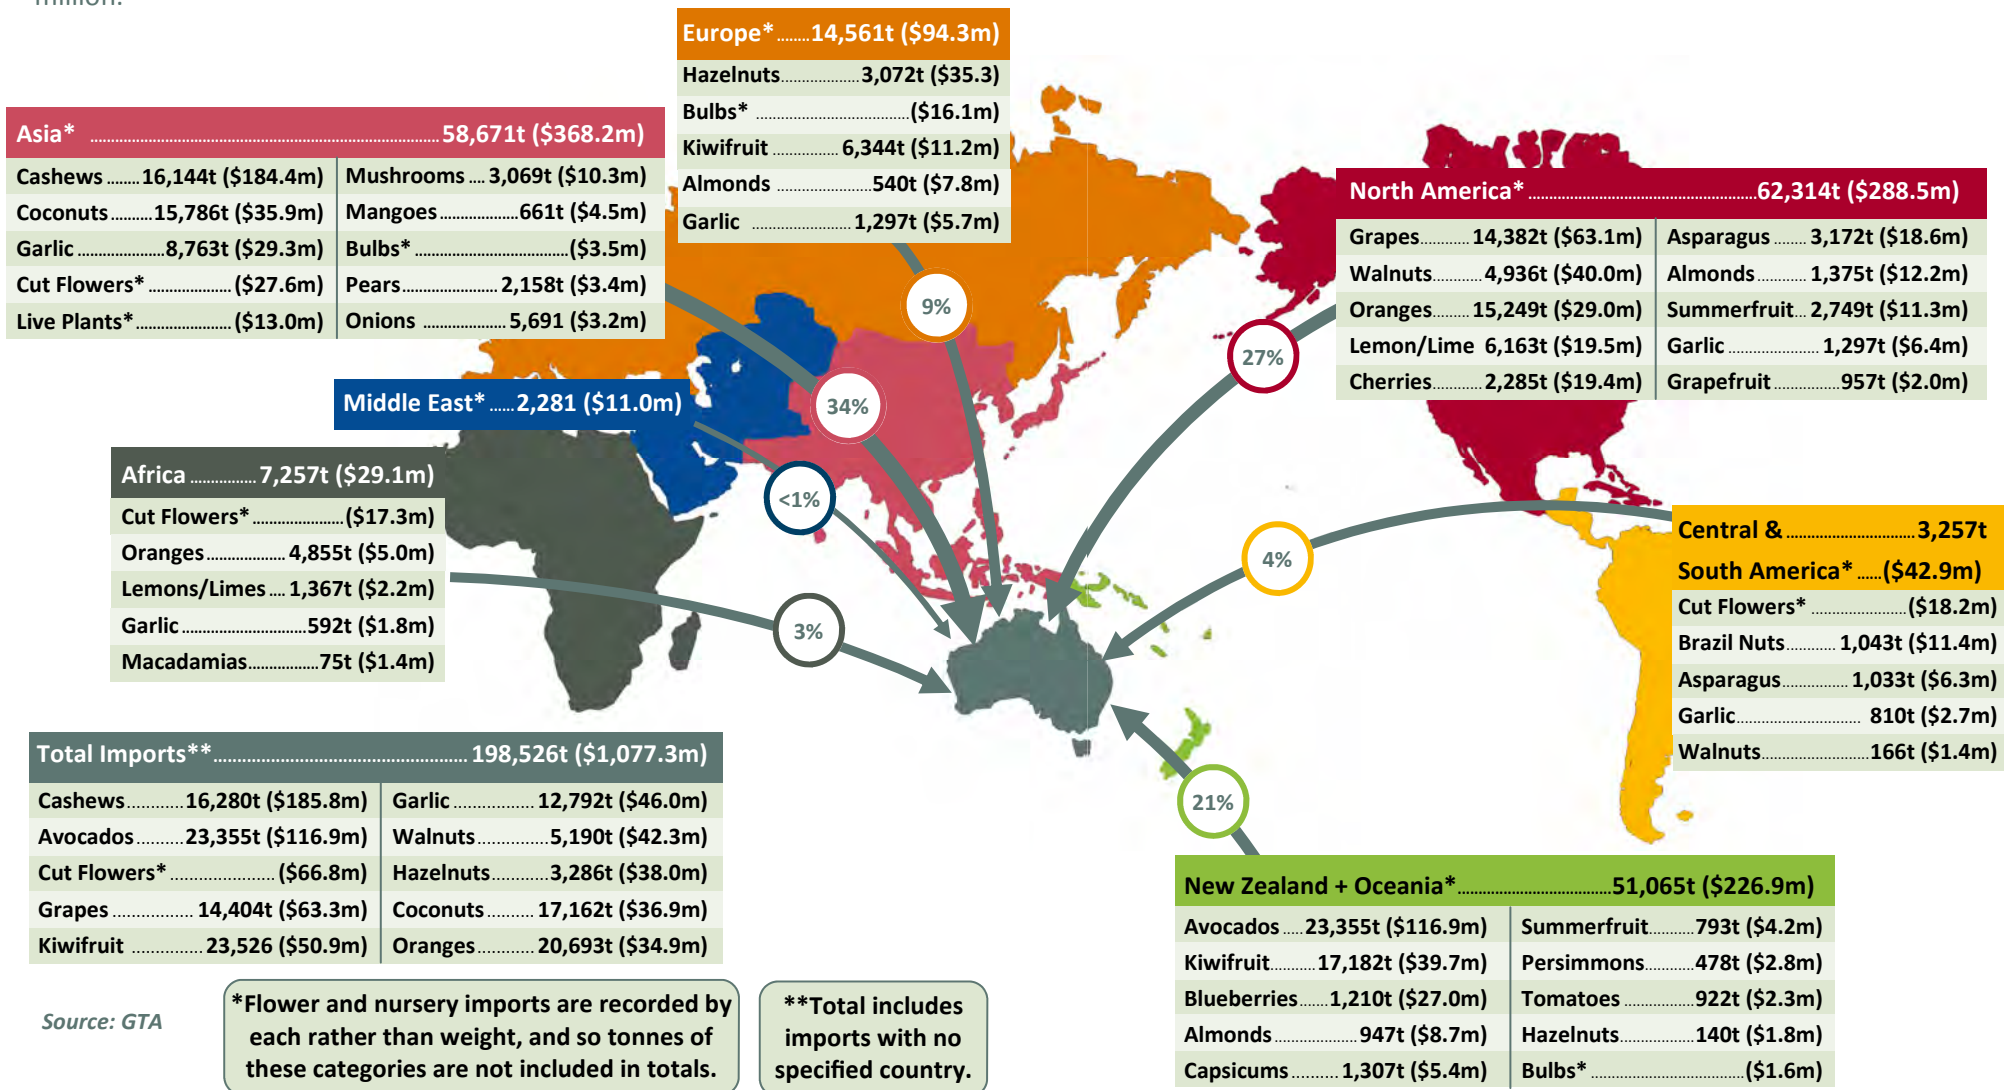 million.
Europe*........14,561t ($94.3m)
Hazelnuts..................3,072t ($35.3)
Bulbs* ....................................($16.1m)
Kiwifruit ...............6,344t ($11.2m)
Almonds ......................540t ($7.8m)
Garlic .......................1,297t ($5.7m)
Asia* ..................................................58,671t ($368.2m)
Cashews........16,144t ($184.4m)
Coconuts..........15,786t ($35.9m)
Garlic.....................8,763t ($29.3m)
Cut Flowers*....................($27.6m)
Live Plants*.......................($13.0m)
Mushrooms....3,069t ($10.3m)
Mangoes...................661t ($4.5m)
Bulbs*.....................................($3.5m)
Pears........................2,158t ($3.4m)
Onions ....................5,691 ($3.2m)
North America*..................................................62,314t ($288.5m)
Grapes............14,382t ($63.1m)
Walnuts.............4,936t ($40.0m)
Oranges..........15,249t ($29.0m)
Lemon/Lime 6,163t ($19.5m)
Cherries............2,285t ($19.4m)
Asparagus........3,172t ($18.6m)
Almonds...........1,375t ($12.2m)
Summerfruit...2,749t ($11.3m)
Garlic......................1,297t ($6.4m)
Grapefruit.................957t ($2.0m)
9%
27%
34%
Middle East*......2,281 ($11.0m)
<1%
Africa................7,257t ($29.1m)
Cut Flowers*......................($17.3m)
Oranges...................4,855t ($5.0m)
Lemons/Limes....1,367t ($2.2m)
Garlic..............................592t ($1.8m)
Macadamias.................75t ($1.4m)
3%
4%
Central &...............................3,257t
South America*......($42.9m)
Cut Flowers*.......................($18.2m)
Brazil Nuts............1,043t ($11.4m)
Asparagus................1,033t ($6.3m)
Garlic..............................810t ($2.7m)
Walnuts.........................166t ($1.4m)
Total Imports**..................................................198,526t ($1,077.3m)
Cashews...........16,280t ($185.8m)
Avocados..........23,355t ($116.9m)
Cut Flowers*.........................($66.8m)
Grapes.................14,404t ($63.3m)
Kiwifruit .................23,526 ($50.9m)
Garlic...................12,792t ($46.0m)
Walnuts.................5,190t ($42.3m)
Hazelnuts.............3,286t ($38.0m)
Coconuts...........17,162t ($36.9m)
Oranges.............20,693t ($34.9m)
21%
New Zealand + Oceania*.....................................51,065t ($226.9m)
Avocados.....23,355t ($116.9m)
Kiwifruit...........17,182t ($39.7m)
Blueberries......1,210t ($27.0m)
Almonds....................947t ($8.7m)
Capsicums...........1,307t ($5.4m)
Summerfruit..........793t ($4.2m)
Persimmons............478t ($2.8m)
Tomatoes................922t ($2.3m)
Hazelnuts.................140t ($1.8m)
Bulbs*.....................................($1.6m)
Source: GTA
*Flower and nursery imports are recorded by
each rather than weight, and so tonnes of
these categories are not included in totals.
**Total includes
imports with no
specified country.